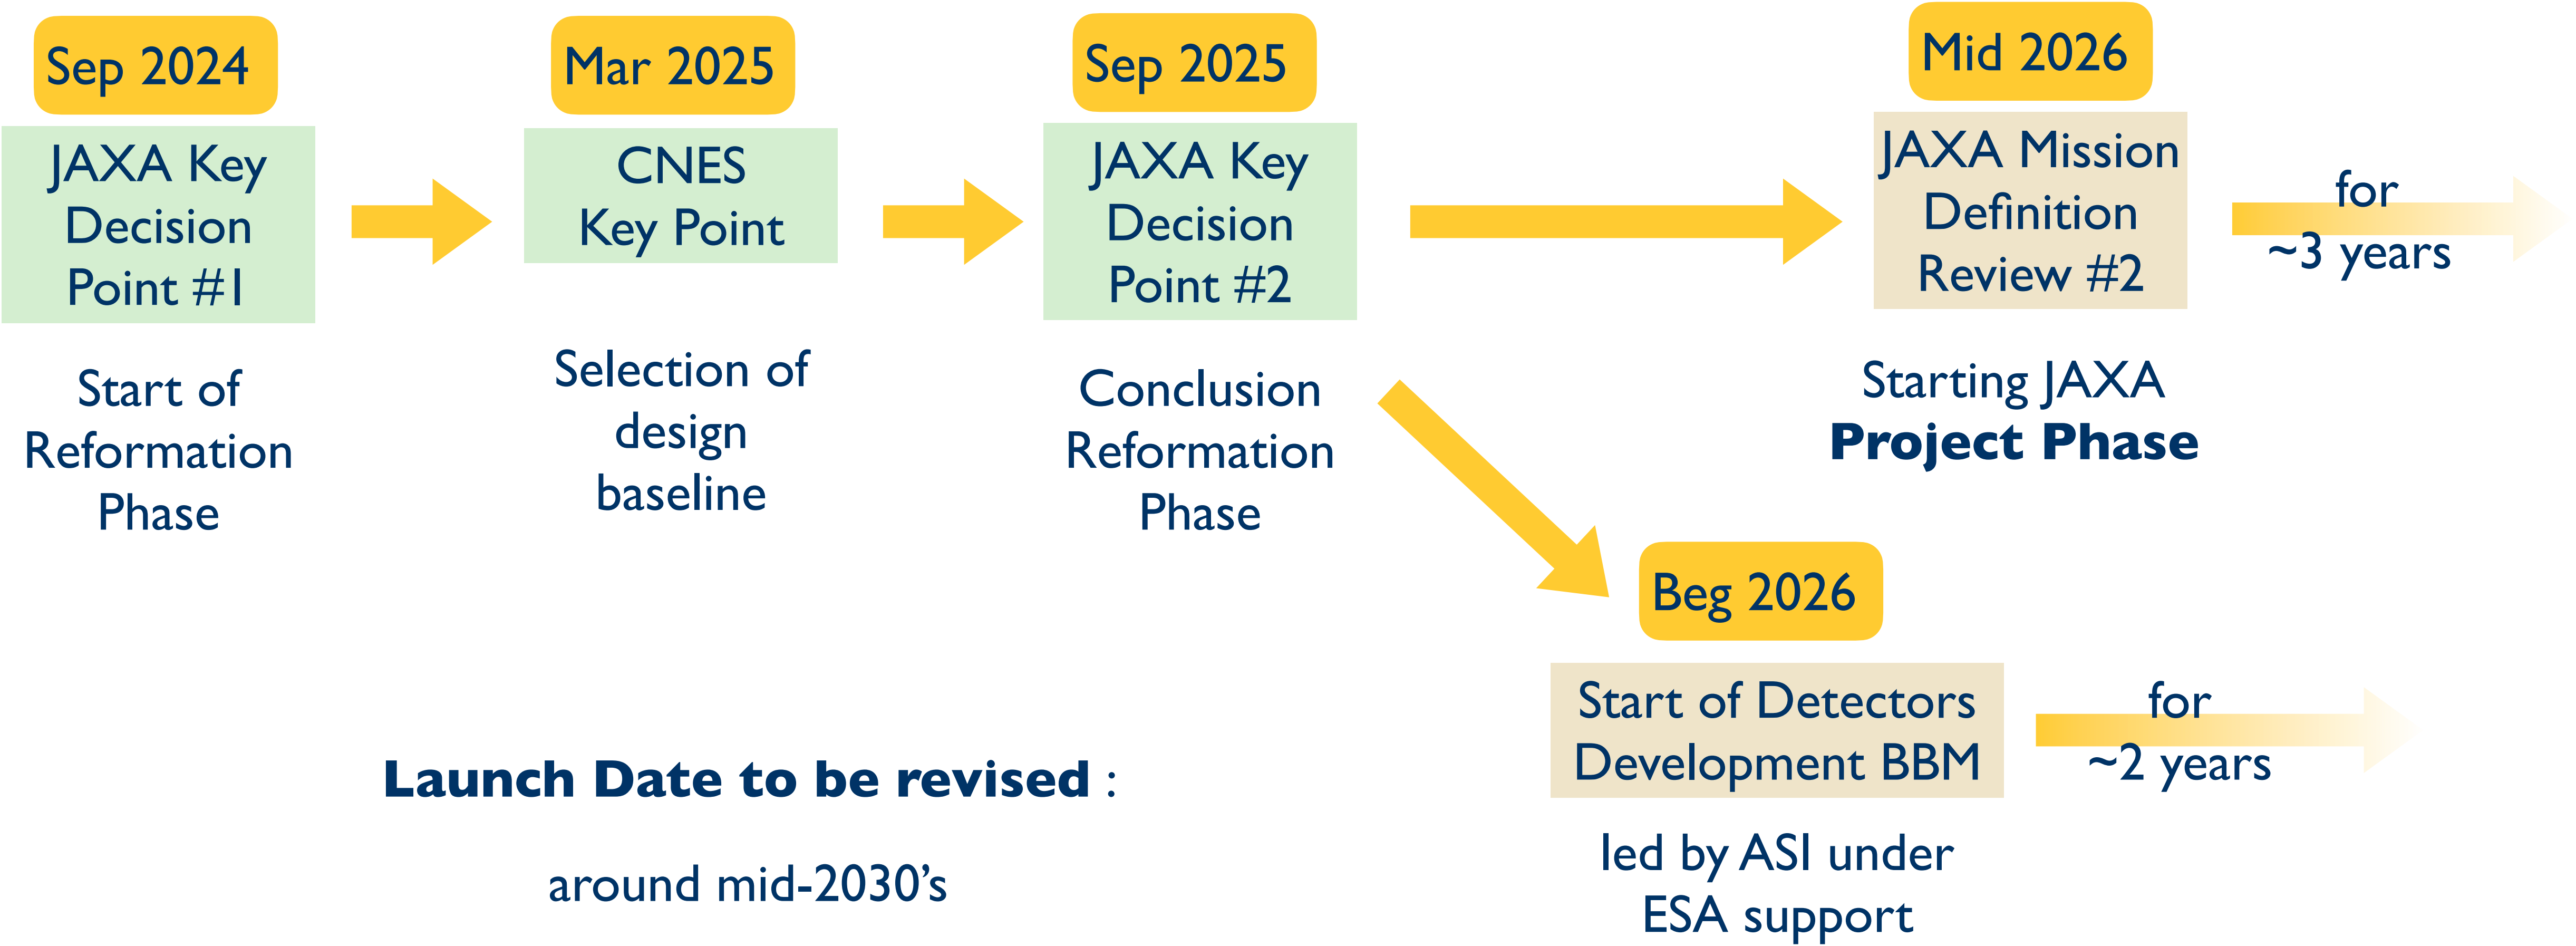 Sep 2024
JAXA Key
Decision
Point #1
Start of
Reformation
Phase
Mar 2025
CNES
Key Point
Selection of
design
baseline
Sep 2025
JAXA Key
Decision
Point #2
Conclusion
Reformation
Phase
Mid 2026
JAXA Mission
Definition
Review #2
Starting JAXA
Project Phase
for
~3 years
Beg 2026
Start of Detectors
Development BBM
led by ASI under
ESA support
for
~2 years
Launch Date to be revised :
around mid-2030’s